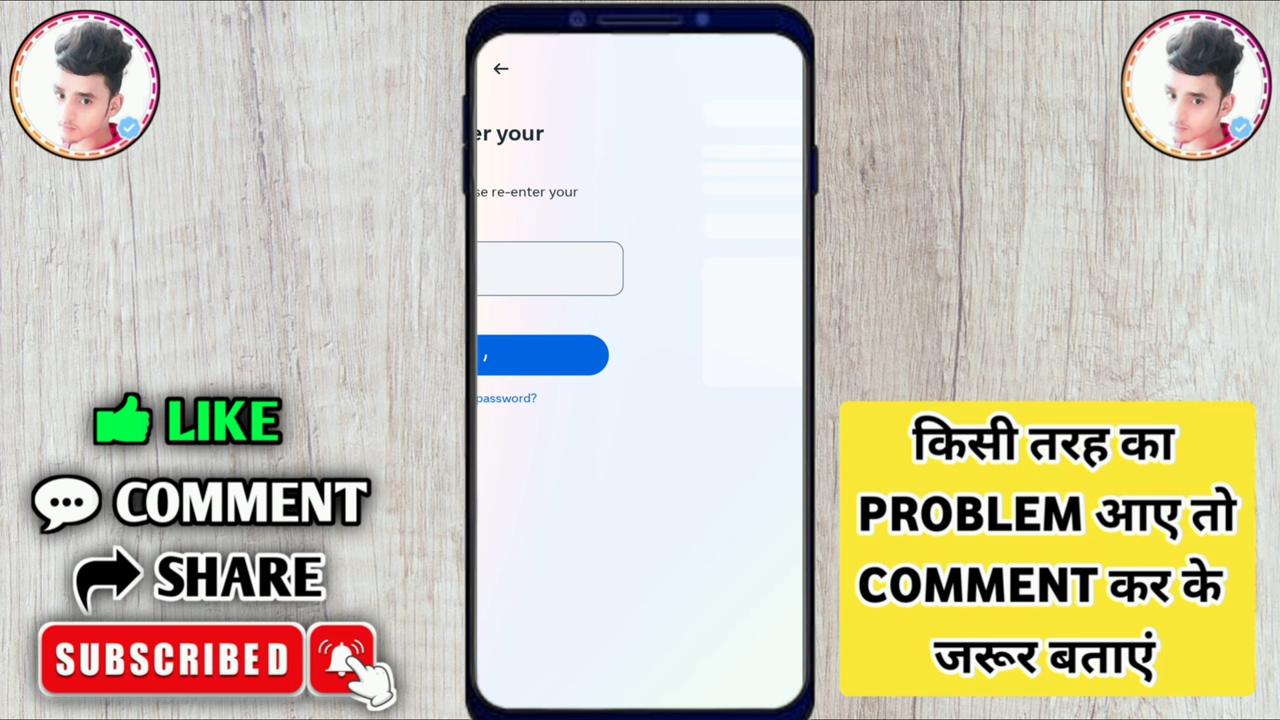 er your
se re-enter your
password?
LIKE
COMMENT
SHARE
SUBSCRIBED
किसी तरह का
PROBLEM आए तो
COMMENT कर के
जरूर बताएं